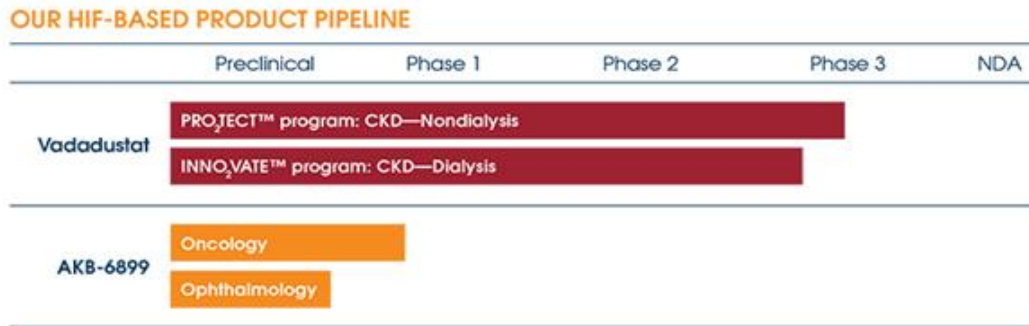 OUR HIF-BASED PRODUCT PIPELINE
Preclinical Phase 1 Phase 2 Phase 3 NDA
Vadadustat
PRO₂TECT™ program: CKD—Nondialysis
INNO₂VATE™ program: CKD—Dialysis
AKB-6899
Oncology
Ophthalmology